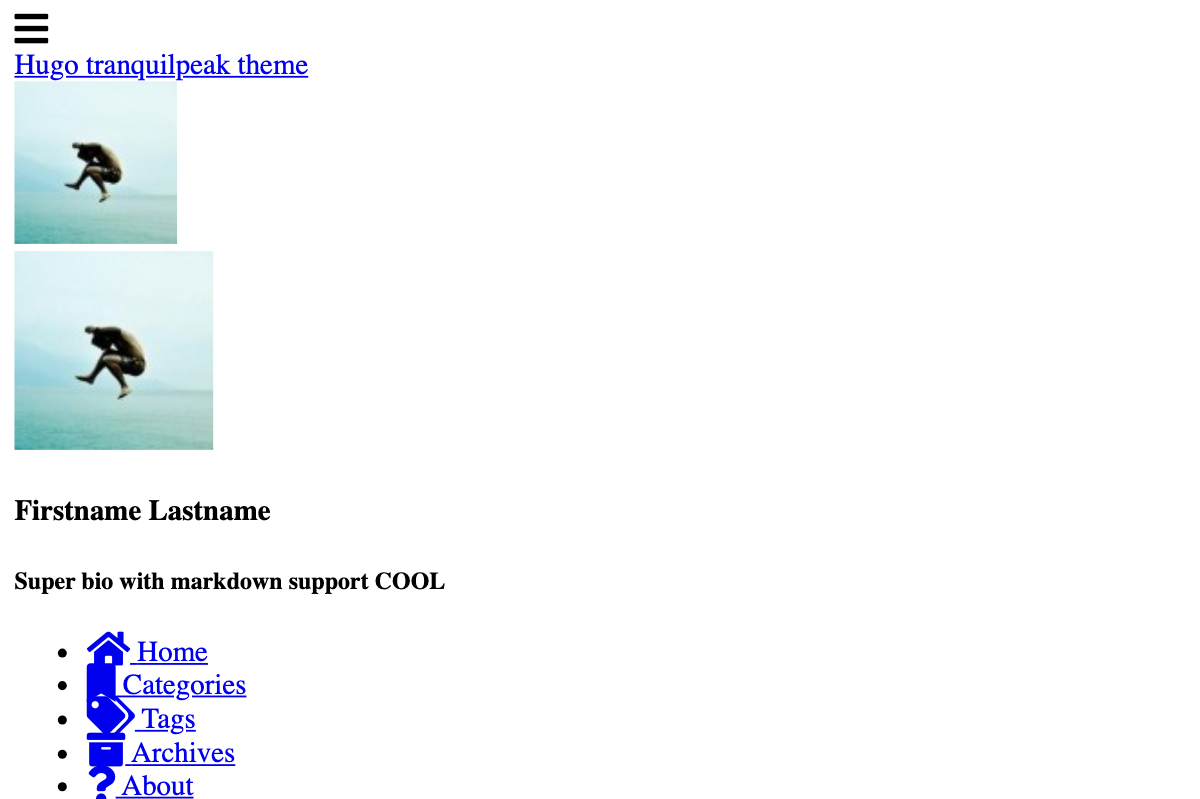 Hugo tranquilpeak theme
Firstname Lastname
Super bio with markdown support COOL
Home
Categories
Tags
Archives
About